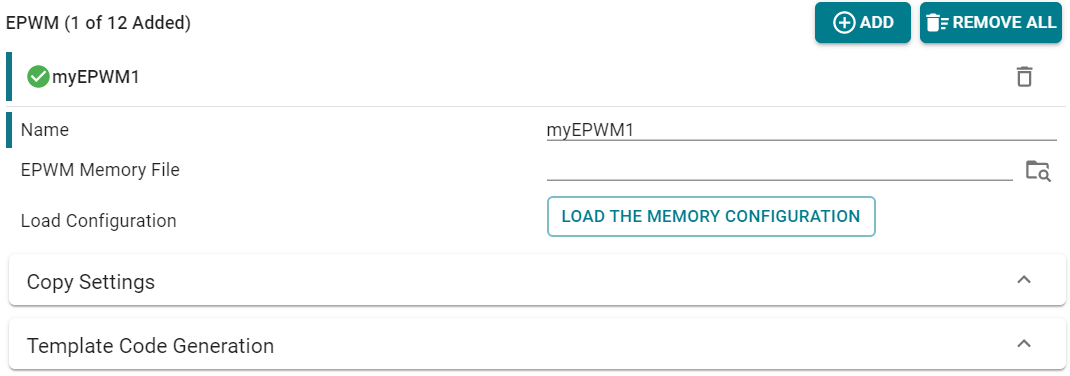 EPWM (1 of 12 Added)
ADD
REMOVE ALL
myEPWM1
Name
myEPWM1
EPWM Memory File
Load Configuration
LOAD THE MEMORY CONFIGURATION
Copy Settings
Template Code Generation